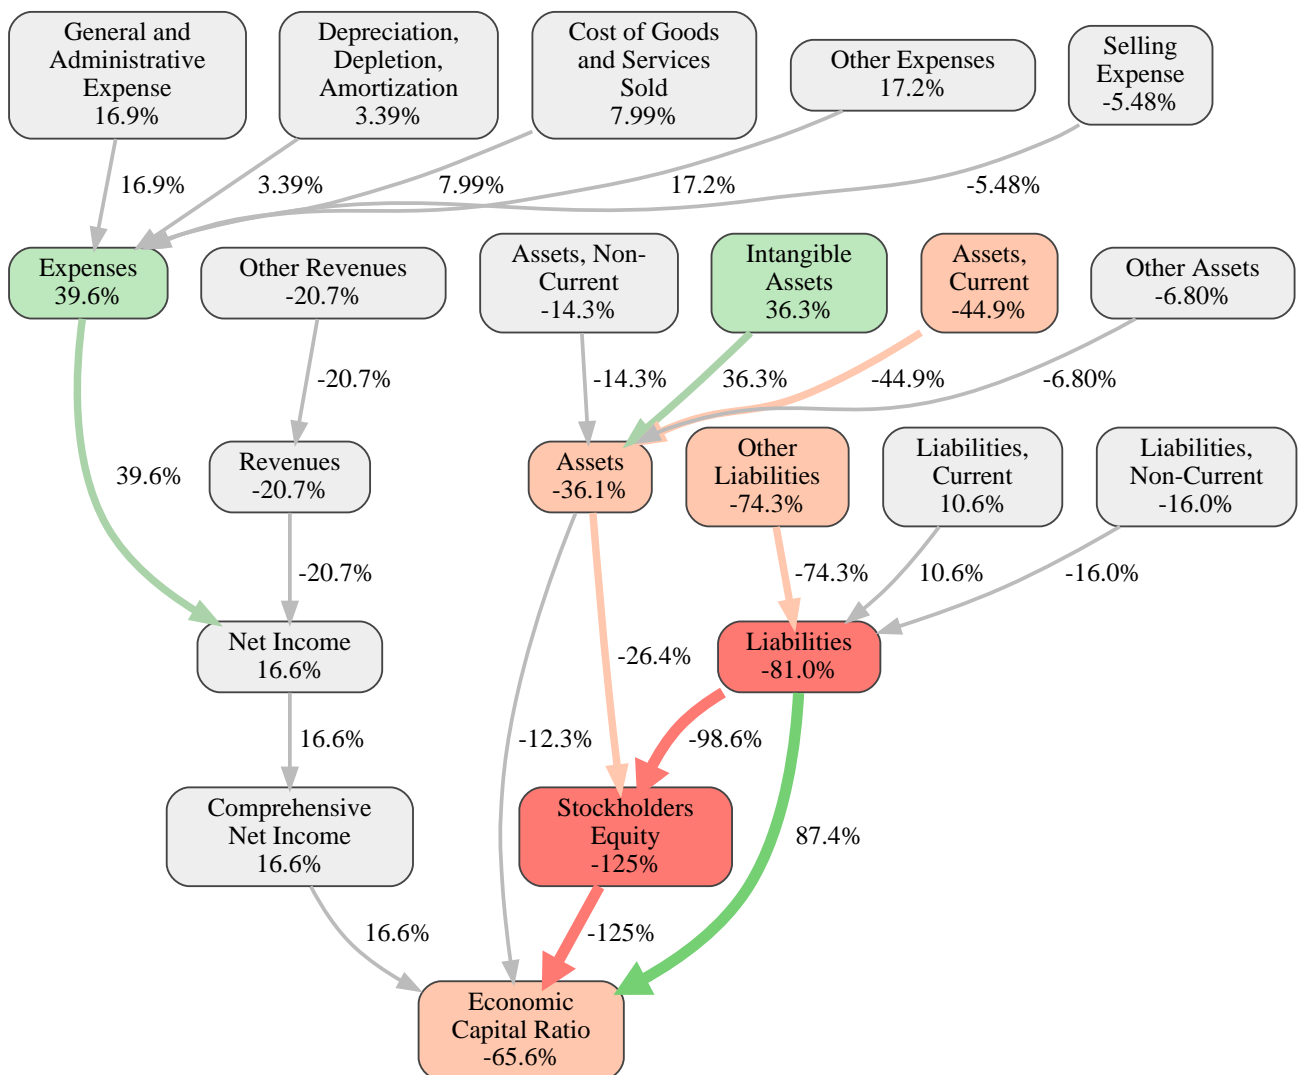 General and
Administrative
Expense
16.9%
Depreciation,
Depletion,
Amortization
3.39%
Cost of Goods
and Services
Sold
7.99%
Other Expenses
17.2%
Selling
Expense
-5.48%
16.9%
3.39%
7.99%
17.2%
-5.48%
Expenses
39.6%
Other Revenues
-20.7%
Assets, Non-
Current
-14.3%
Intangible
Assets
36.3%
Assets,
Current
-44.9%
Other Assets
-6.80%
-20.7%
-14.3%
36.3%
-44.9%
-6.80%
39.6%
Revenues
-20.7%
Assets
-36.1%
Other
Liabilities
-74.3%
Liabilities,
Current
10.6%
Liabilities,
Non-Current
-16.0%
-20.7%
-74.3%
10.6%
-16.0%
Net Income
16.6%
-26.4%
Liabilities
-81.0%
16.6%
-12.3%
-98.6%
Comprehensive
Net Income
16.6%
Stockholders
Equity
-125%
87.4%
16.6%
-125%
Economic
Capital Ratio
-65.6%